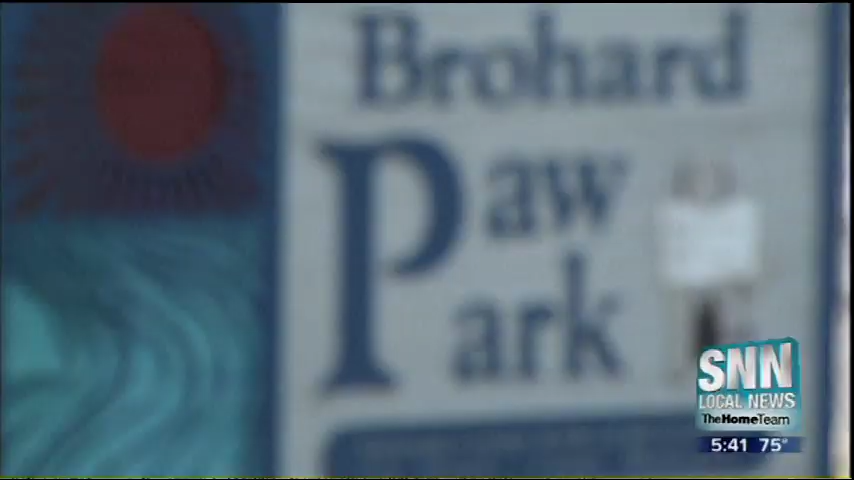 Brohard
Paw
Park
SNN
LOCAL NEWS
TheHomeTeam
5:41 75°